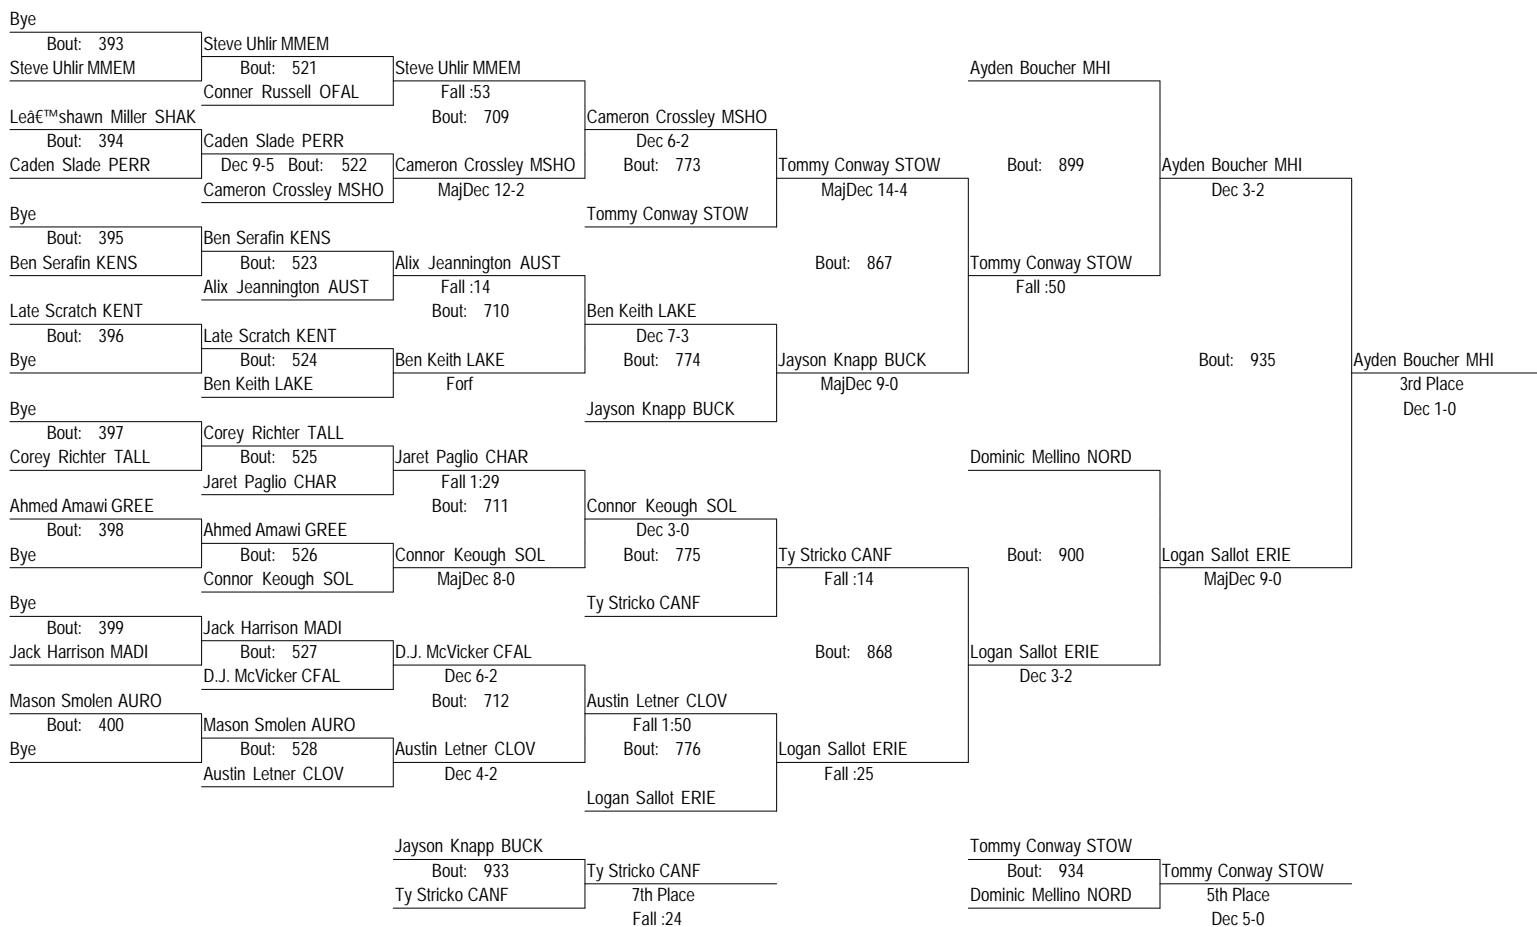 Bye
Bout: 393 Steve Uhlir MMEM
Steve Uhlir MMEM Bout: 521 Steve Uhlir MMEM Ayden Boucher MHI
Conner Russell OFAL Fall :53
Leâ€™shawn Miller SHAK Bout: 709 Cameron Crossley MSHO
Bout: 394 Caden Slade PERR Dec 6-2
Caden Slade PERR Dec 9-5 Bout: 522 Cameron Crossley MSHO Bout: 773 Tommy Conway STOW Bout: 899 Ayden Boucher MHI
Cameron Crossley MSHO MajDec 12-2 MajDec 14-4 Dec 3-2
Bye Tommy Conway STOW
Bout: 395 Ben Serafin KENS
Ben Serafin KENS Bout: 523 Alix Jeannington AUST Bout: 867 Tommy Conway STOW
Alix Jeannington AUST Fall :14 Fall :50
Late Scratch KENT Bout: 710 Ben Keith LAKE
Bout: 396 Late Scratch KENT Dec 7-3
Bye Bout: 524 Ben Keith LAKE Bout: 774 Jayson Knapp BUCK Bout: 935 Ayden Boucher MHI
Ben Keith LAKE Forf MajDec 9-0 3rd Place
Bye Jayson Knapp BUCK Dec 1-0
Bout: 397 Corey Richter TALL
Corey Richter TALL Bout: 525 Jaret Paglio CHAR Dominic Mellino NORD
Jaret Paglio CHAR Fall 1:29
Ahmed Amawi GREE Bout: 711 Connor Keough SOL
Bout: 398 Ahmed Amawi GREE Dec 3-0
Bye Bout: 526 Connor Keough SOL Bout: 775 Ty Stricko CANF Bout: 900 Logan Sallot ERIE
Connor Keough SOL MajDec 8-0 Fall :14 MajDec 9-0
Bye Ty Stricko CANF
Bout: 399 Jack Harrison MADI
Jack Harrison MADI Bout: 527 D.J. McVicker CFAL Bout: 868 Logan Sallot ERIE
D.J. McVicker CFAL Dec 6-2 Dec 3-2
Mason Smolen AURO Bout: 712 Austin Letner CLOV
Bout: 400 Mason Smolen AURO Fall 1:50
Bye Bout: 528 Austin Letner CLOV Bout: 776 Logan Sallot ERIE
Austin Letner CLOV Dec 4-2 Fall :25
Logan Sallot ERIE
Jayson Knapp BUCK Tommy Conway STOW
Bout: 933 Ty Stricko CANF Bout: 934 Tommy Conway STOW
Ty Stricko CANF 7th Place Dominic Mellino NORD 5th Place
Fall :24 Dec 5-0